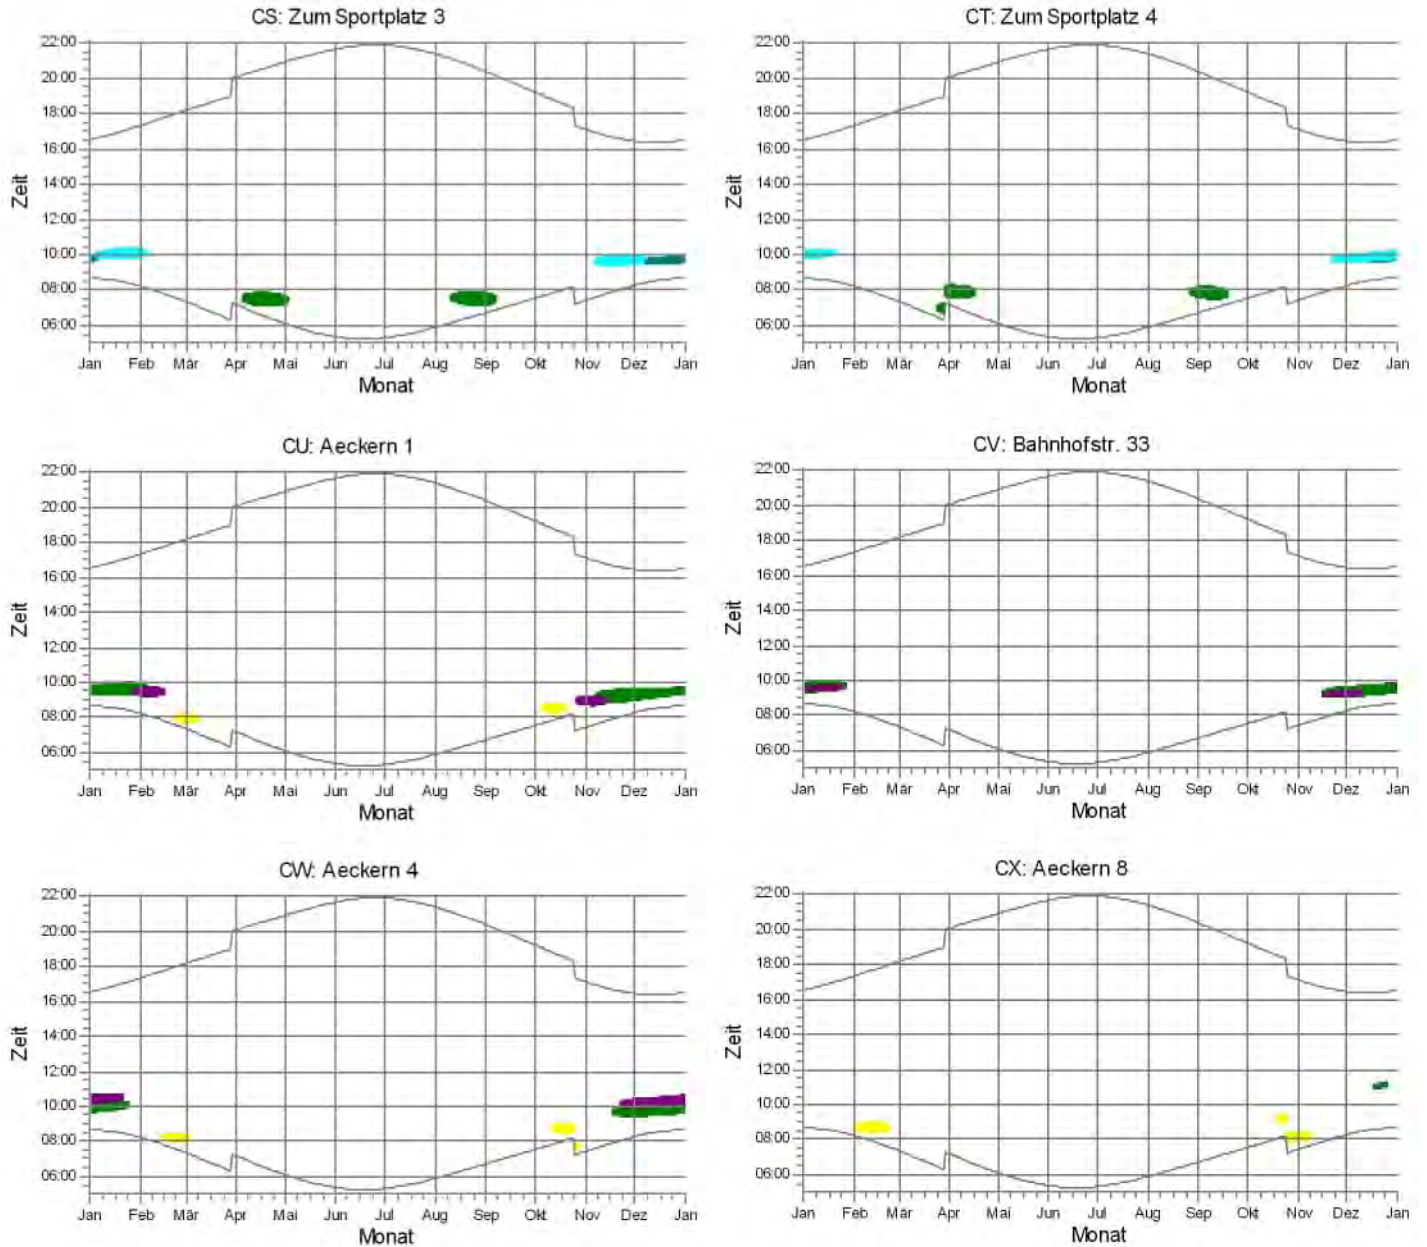 CS: Zum Sportplatz 3
22:00
20:00
18:00
16:00
14:00
12:00
10:00
08:00
06:00
Zeit
Jan Feb Mär Apr Mai Jun Jul Aug Sep Okt Nov Dez Jan
Monat
CT: Zum Sportplatz 4
22:00
20:00
18:00
16:00
14:00
12:00
10:00
08:00
06:00
Zeit
Jan Feb Mär Apr Mai Jun Jul Aug Sep Okt Nov Dez Jan
Monat
CU: Aeckern 1
22:00
20:00
18:00
16:00
14:00
12:00
10:00
08:00
06:00
Zeit
Jan Feb Mär Apr Mai Jun Jul Aug Sep Okt Nov Dez Jan
Monat
CV: Bahnhofstr. 33
22:00
20:00
18:00
16:00
14:00
12:00
10:00
08:00
06:00
Zeit
Jan Feb Mär Apr Mai Jun Jul Aug Sep Okt Nov Dez Jan
Monat
CW: Aeckern 4
22:00
20:00
18:00
16:00
14:00
12:00
10:00
08:00
06:00
Zeit
Jan Feb Mär Apr Mai Jun Jul Aug Sep Okt Nov Dez Jan
Monat
CX: Aeckern 8
22:00
20:00
18:00
16:00
14:00
12:00
10:00
08:00
06:00
Zeit
Jan Feb Mär Apr Mai Jun Jul Aug Sep Okt Nov Dez Jan
Monat